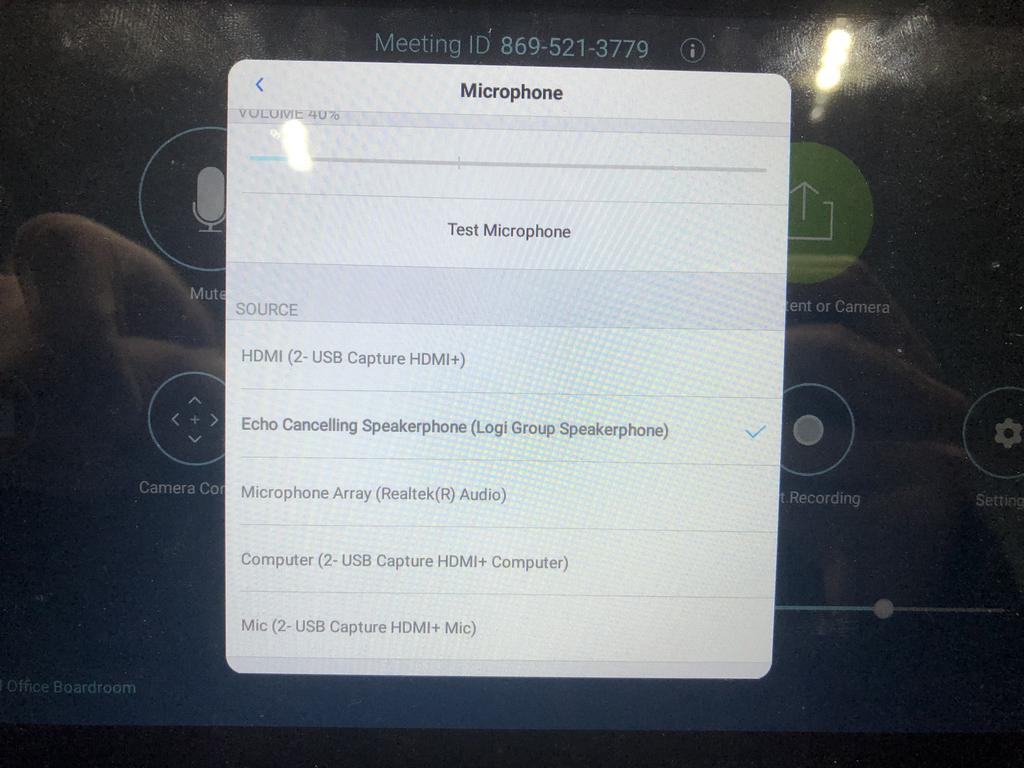 Meeting ID 869-521-3779
Microphone
VOLUME 40%
Test Microphone
Mute
tent or Camera
SOURCE
HDMI (2- USB Capture HDMI+)
Echo Cancelling Speakerphone (Logi Group Speakerphone)
Camera Con
Microphone Array (Realtek(R) Audio)
t.Recording
Setting
Computer (2- USB Capture HDMI+ Computer)
Mic (2- USB Capture HDMI+ Mic)
Office Boardroom